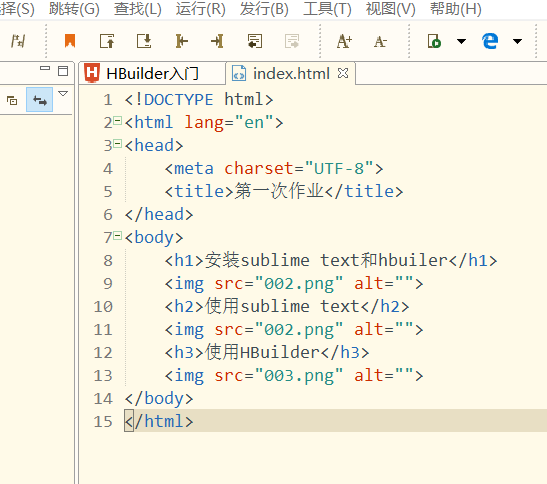 择(S) 跳转(G) 查找(L) 运行(R) 发行(B) 工具(T) 视图(V) 帮助(H)
HBuilder入门 index.html
1 <!DOCTYPE html>
2 <html lang="en">
3 <head>
4 <meta charset="UTF-8">
5 <title>第一次作业</title>
6 </head>
7 <body>
8 <h1>安装sublime text和hbuiler</h1>
9 <img src="002.png" alt="">
10 <h2>使用sublime text</h2>
11 <img src="002.png" alt="">
12 <h3>使用HBuilder</h3>
13 <img src="003.png" alt="">
14 </body>
15 </html>